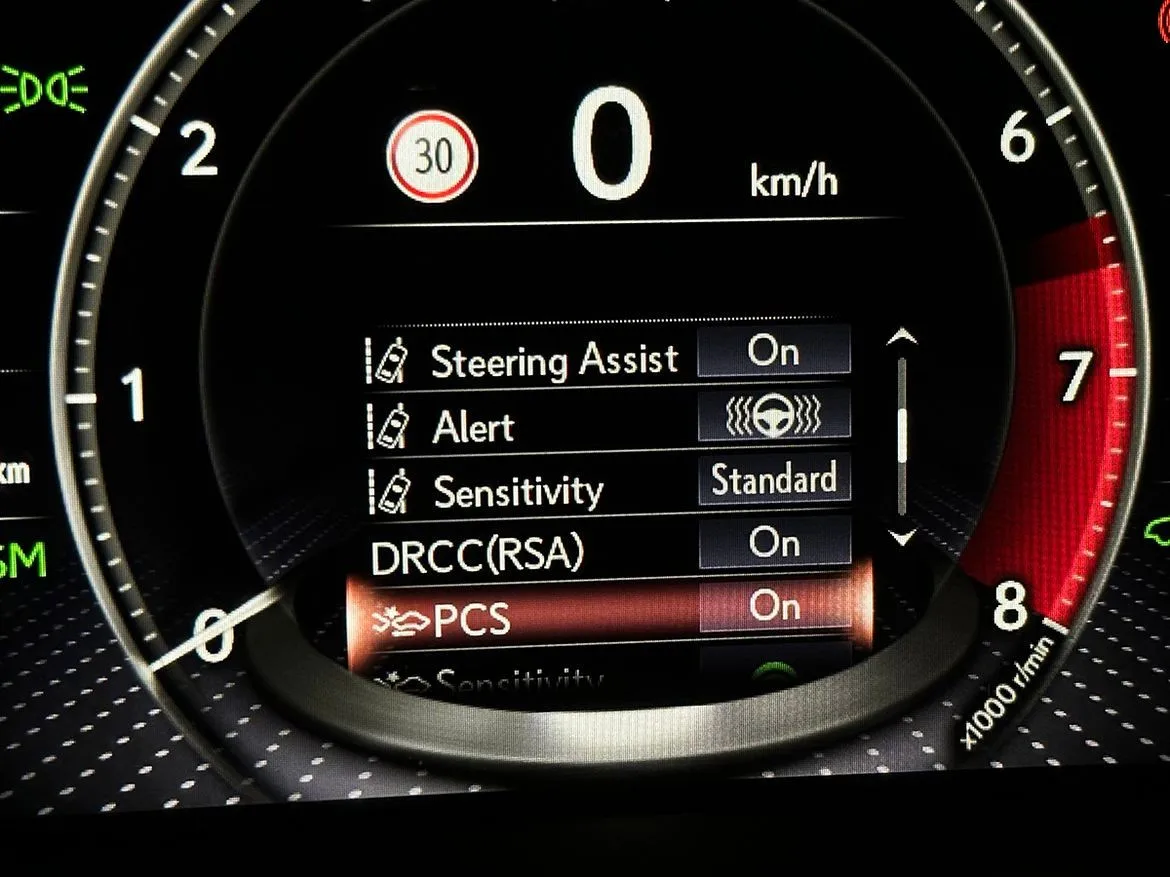 2
30
0
km/h
6
Steering Assist
On
1
Alert
7
km
Sensitivity
Standard
DRCC(RSA)
On
SM
PCS
On
0
8
Sensitivity
x1000 r/min